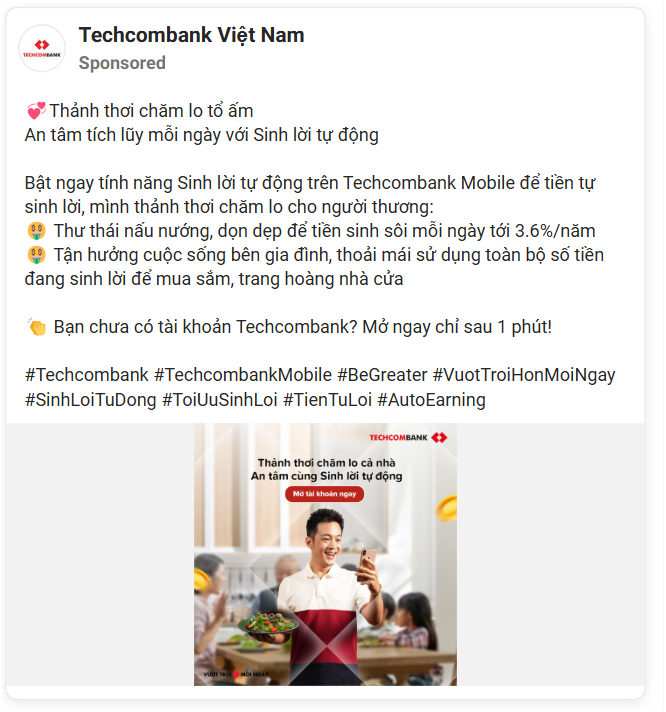 TECHCOMBANK
Techcombank Việt Nam
Sponsored
💞Thảnh thơi chăm lo tổ ấm
An tâm tích lũy mỗi ngày với Sinh lời tự động
Bật ngay tính năng Sinh lời tự động trên Techcombank Mobile để tiền tự
sinh lời, mình thảnh thơi chăm lo cho người thương:
🤑 Thư thái nấu nướng, dọn dẹp để tiền sinh sôi mỗi ngày tới 3.6%/năm
🤑 Tận hưởng cuộc sống bên gia đình, thoải mái sử dụng toàn bộ số tiền
đang sinh lời để mua sắm, trang hoàng nhà cửa
👏 Bạn chưa có tài khoản Techcombank? Mở ngay chỉ sau 1 phút!
#Techcombank #TechcombankMobile #BeGreater #VuotTroiHonMoiNgay
#SinhLoiTuDong #ToiUuSinhLoi #TienTuLoi #AutoEarning
TECHCOMBANK
Thảnh thơi chăm lo cả nhà
An tâm cùng Sinh lời tự động
Mở tài khoản ngay
VƯỢT TRỘI MỖI NGÀY